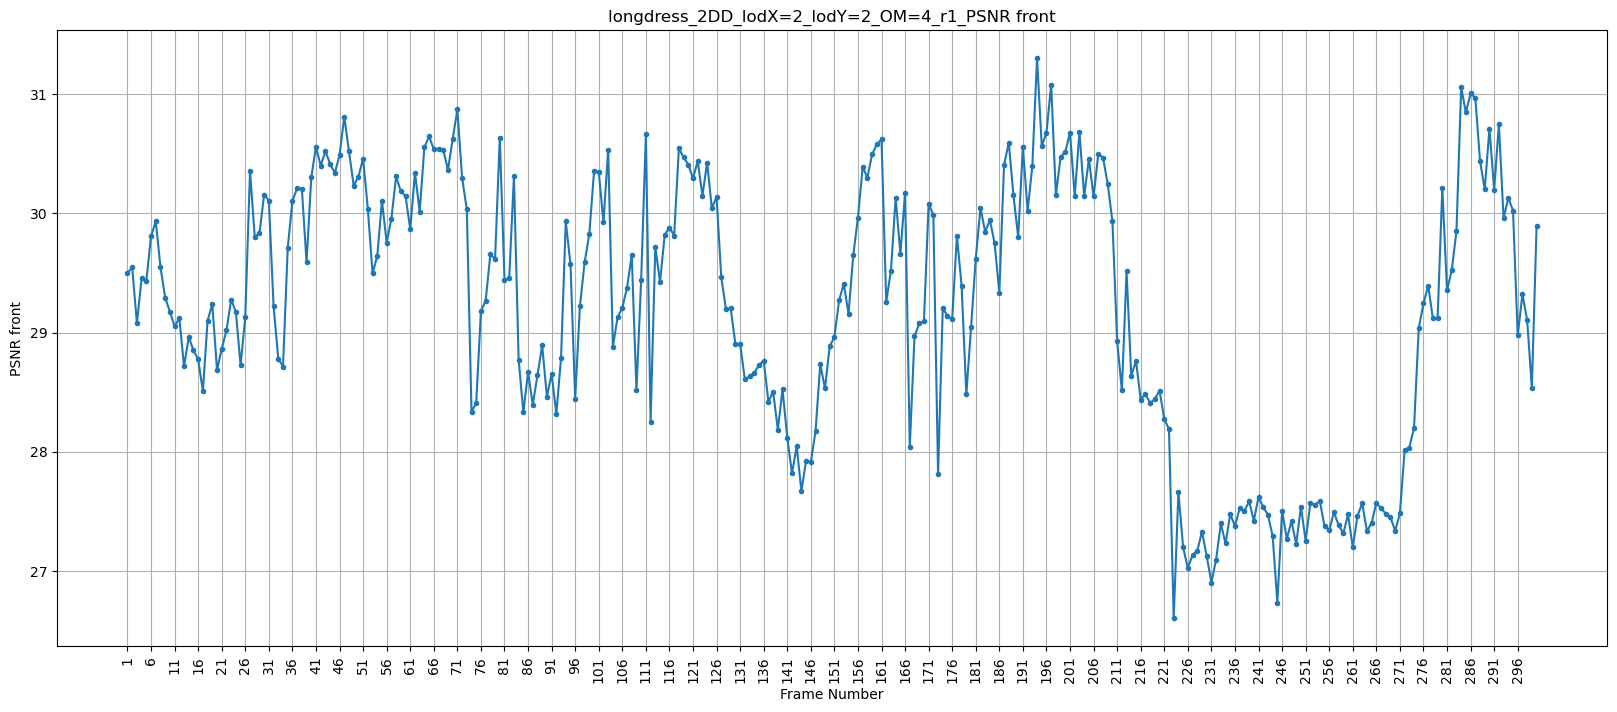 longdress_2DD_lodX=2_lodY=2_OM=4_r1_PSNR front
PSNR front
31
30
29
28
27
1 6 11 16 21 26 31 36 41 46 51 56 61 66 71 76 81 86 91 96 101 106 111 116 121 126 131 136 141 146 151 156 161 166 171 176 181 186 191 196 201 206 211 216 221 226 231 236 241 246 251 256 261 266 271 276 281 286 291 296
Frame Number